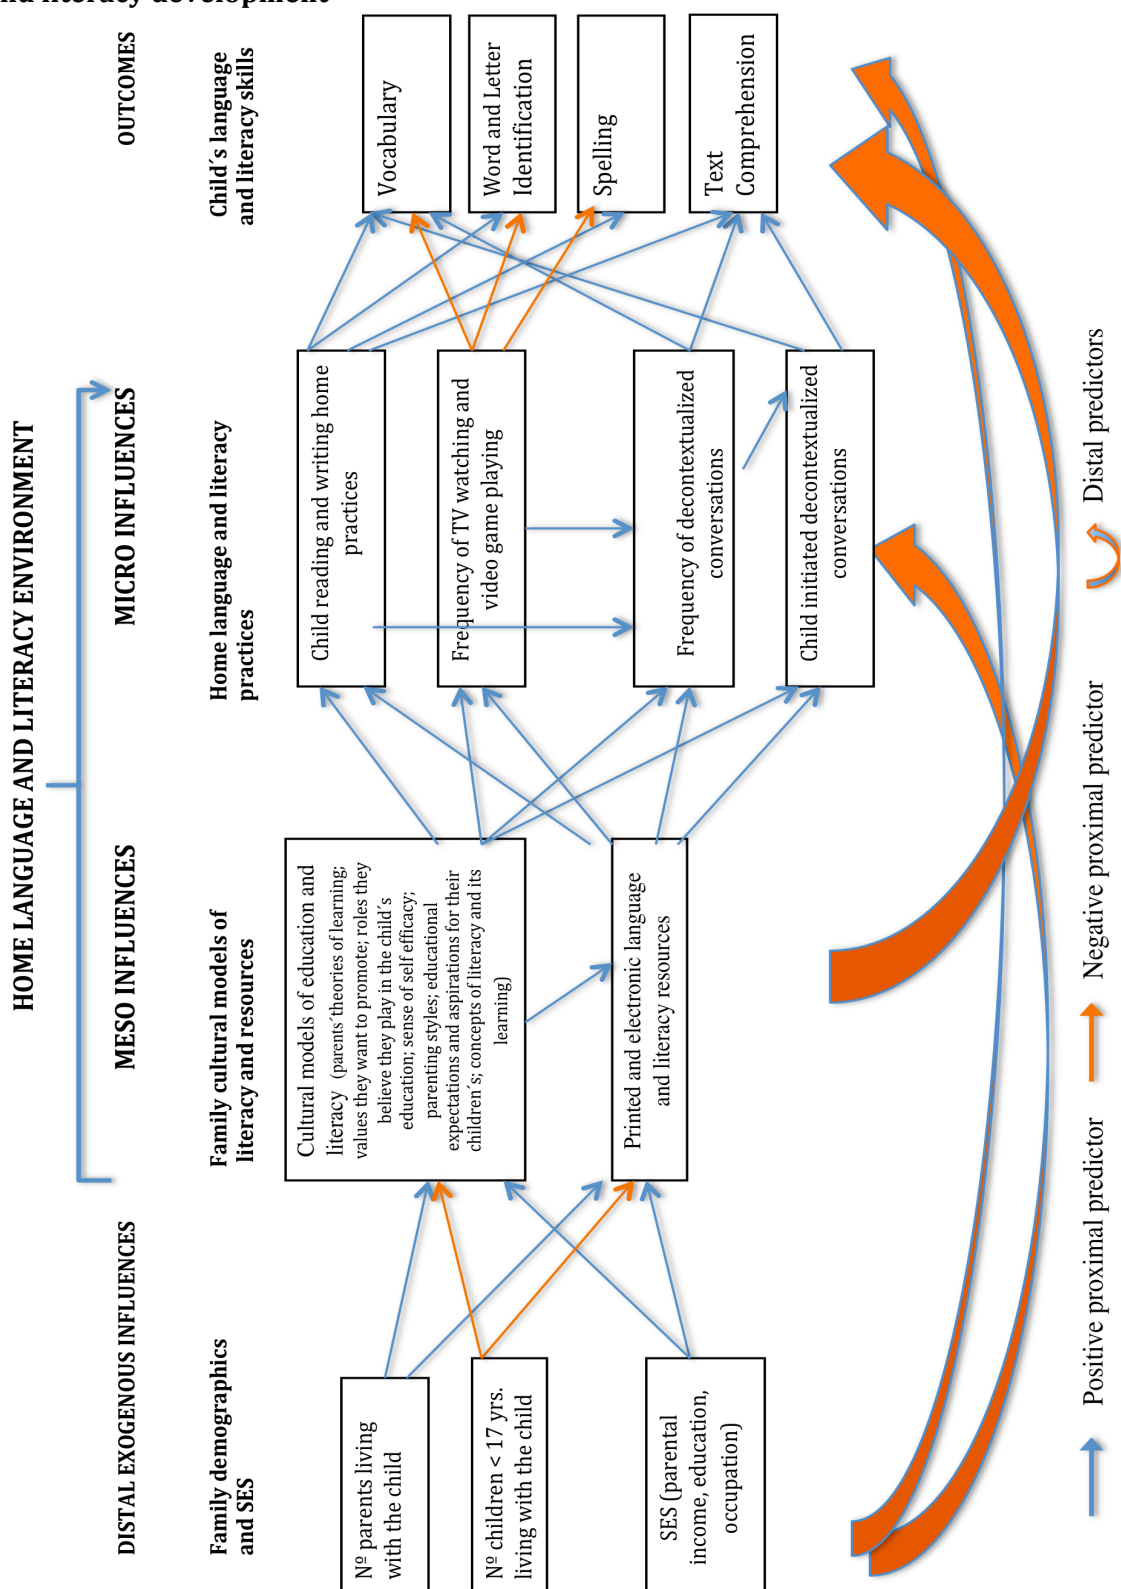 nd literacy development
HOME LANGUAGE AND LITERACY ENVIRONMENT
DISTAL EXOGENOUS INFLUENCES
MESO INFLUENCES
MICRO INFLUENCES
OUTCOMES
Family demographics
and SES
Family cultural models of
literacy and resources
Home language and literacy
practices
Child´s language
and literacy skills
Nº parents living
with the child
Nº children < 17 yrs.
living with the child
SES (parental
income, education,
occupation)
Cultural models of education and
literacy (parents´theories of learning;
values they want to promote; roles they
believe they play in the child´s
education; sense of self efficacy;
parenting styles; educational
expectations and aspirations for their
children´s; concepts of literacy and its
learning)
Printed and electronic language
and literacy resources
Child reading and writing home
practices
Frequency of TV watching and
video game playing
Frequency of decontextualized
conversations
Child initiated decontextualized
conversations
Vocabulary
Word and Letter
Identification
Spelling
Text
Comprehension
Positive proximal predictor
Negative proximal predictor
Distal predictors